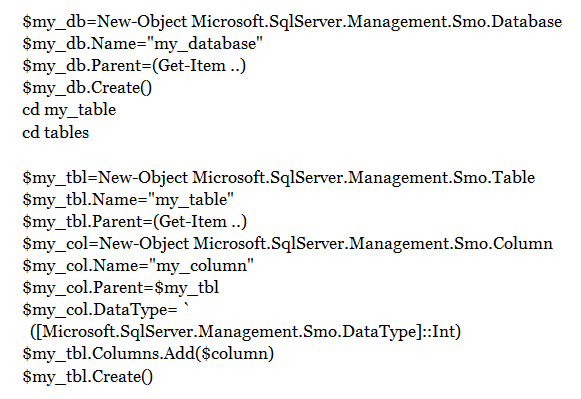 $my_db=New-Object Microsoft.SqlServer.Management.Smo.Database
$my_db.Name="my_database"
$my_db.Parent=(Get-Item ..)
$my_db.Create()
cd my_table
cd tables
$my_tbl=New-Object Microsoft.SqlServer.Management.Smo.Table
$my_tbl.Name="my_table"
$my_tbl.Parent=(Get-Item ..)
$my_col=New-Object Microsoft.SqlServer.Management.Smo.Column
$my_col.Name="my_column"
$my_col.Parent=$my_tbl
$my_col.DataType= `
([Microsoft.SqlServer.Management.Smo.DataType]::Int)
$my_tbl.Columns.Add($column)
$my_tbl.Create()